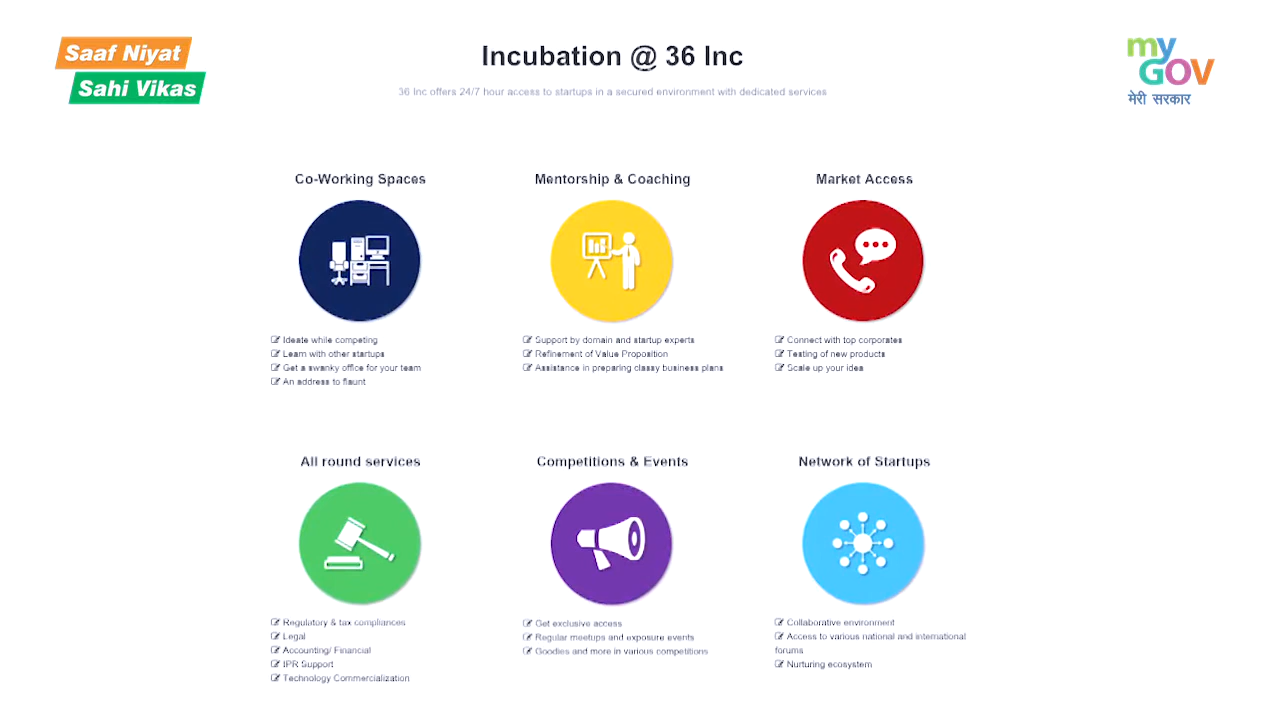 Saaf Niyat
Sahi Vikas
Incubation @ 36 Inc
36 Inc offers 24/7 hour access to startups in a secured environment with dedicated services
my
GOV
मेरी सरकार
Co-Working Spaces
Ideate while competing
Learn with other startups
Get a swanky office for your team
An address to flaunt
Mentorship & Coaching
Support by domain and startup experts
Refinement of Value Proposition
Assistance in preparing classy business plans
Market Access
Connect with top corporates
Testing of new products
Scale up your idea
All round services
Regulatory & tax compliances
Legal
Accounting/ Financial
IPR Support
Technology Commercialization
Competitions & Events
Get exclusive access
Regular meetups and exposure events
Goodies and more in various competitions
Network of Startups
Collaborative environment
Access to various national and international
forums
Nurturing ecosystem